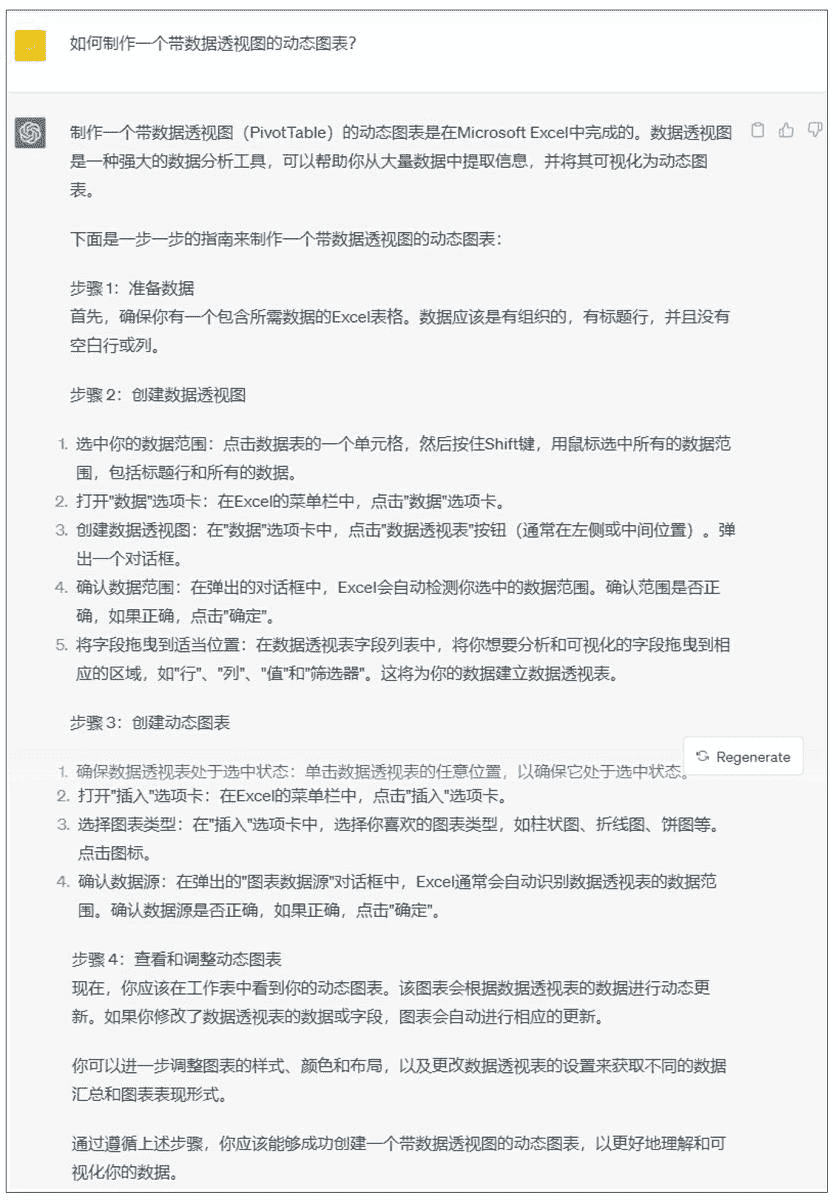 如何制作一个带数据透视图的动态图表?
制作一个带数据透视图（PivotTable）的动态图表是在Microsoft Excel中完成的。数据透视图
是一种强大的数据分析工具，可以帮助你从大量数据中提取信息，并将其可视化为动态图
表。
下面是一步一步的指南来制作一个带数据透视图的动态图表：
步骤1：准备数据
首先，确保你有一个包含所需数据的Excel表格。数据应该是有组织的，有标题行，并且没有
空白行或列。
步骤2：创建数据透视图
1. 选中你的数据范围：点击数据表的一个单元格，然后按住Shift键，用鼠标选中所有的数据范
围，包括标题行和所有的数据。
2. 打开"数据"选项卡：在Excel的菜单栏中，点击"数据"选项卡。
3. 创建数据透视图：在"数据"选项卡中，点击"数据透视表"按钮（通常在左侧或中间位置）。弹
出一个对话框。
4. 确认数据范围：在弹出的对话框中，Excel会自动检测你选中的数据范围。确认范围是否正
确，如果正确，点击"确定"。
5. 将字段拖曳到适当位置：在数据透视表字段列表中，将你想要分析和可视化的字段拖曳到相
应的区域，如"行"、"列"、"值"和"筛选器"。这将为你的数据建立数据透视表。
步骤3：创建动态图表
Regenerate
1. 确保数据透视表处于选中状态：单击数据透视表的任意位置，以确保它处于选中状态。
2. 打开"插入"选项卡：在Excel的菜单栏中，点击"插入"选项卡。
3. 选择图表类型：在"插入"选项卡中，选择你喜欢的图表类型，如柱状图、折线图、饼图等。
点击图标。
4. 确认数据源：在弹出的"图表数据源"对话框中，Excel通常会自动识别数据透视表的数据范
围。确认数据源是否正确，如果正确，点击"确定"。
步骤4：查看和调整动态图表
现在，你应该在工作表中看到你的动态图表。该图表会根据数据透视表的数据进行动态更
新。如果你修改了数据透视表的数据或字段，图表会自动进行相应的更新。
你可以进一步调整图表的样式、颜色和布局，以及更改数据透视表的设置来获取不同的数据
汇总和图表表现形式。
通过遵循上述步骤，你应该能够成功创建一个带数据透视图的动态图表，以更好地理解和可
视化你的数据。